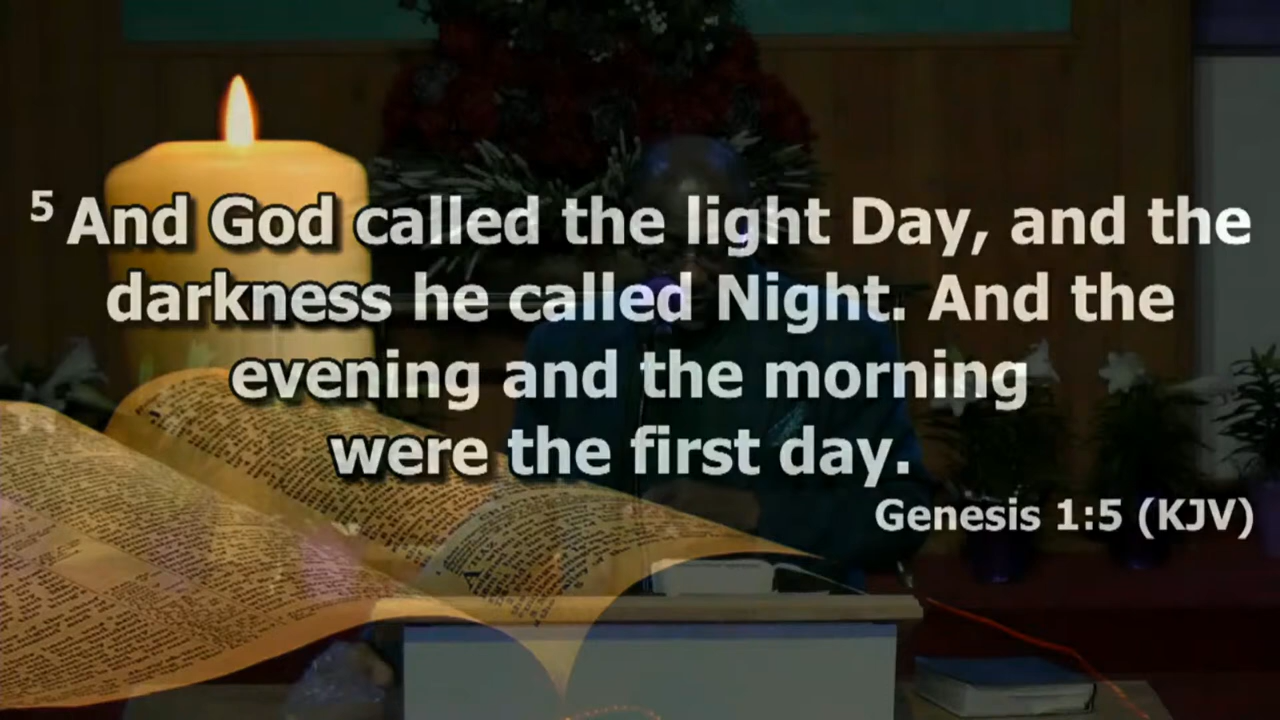 5 And God called the light Day, and the
darkness he called Night. And the
evening and the morning
were the first day.
Genesis 1:5 (KJV)